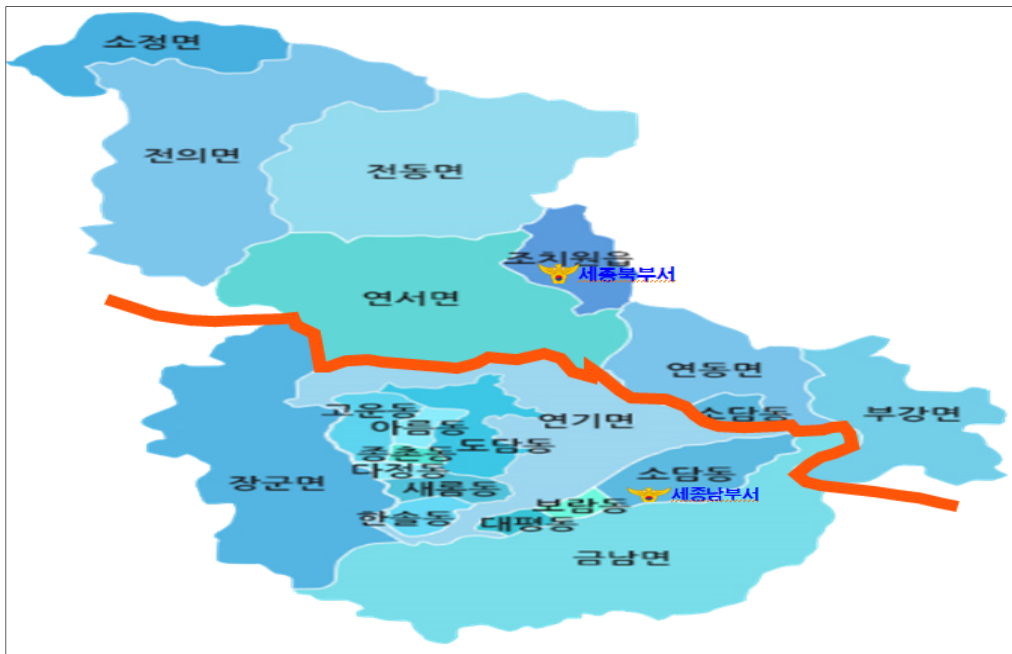 소정면
전의면
전동면
조치원읍
세종북부서
연서면
연동면
고운동
아름동
연기면
소담동
부강면
종촌동
도담동
다정동
소담동
장군면
새롬동
세종남부서
보람동
한솔동
대평동
금남면